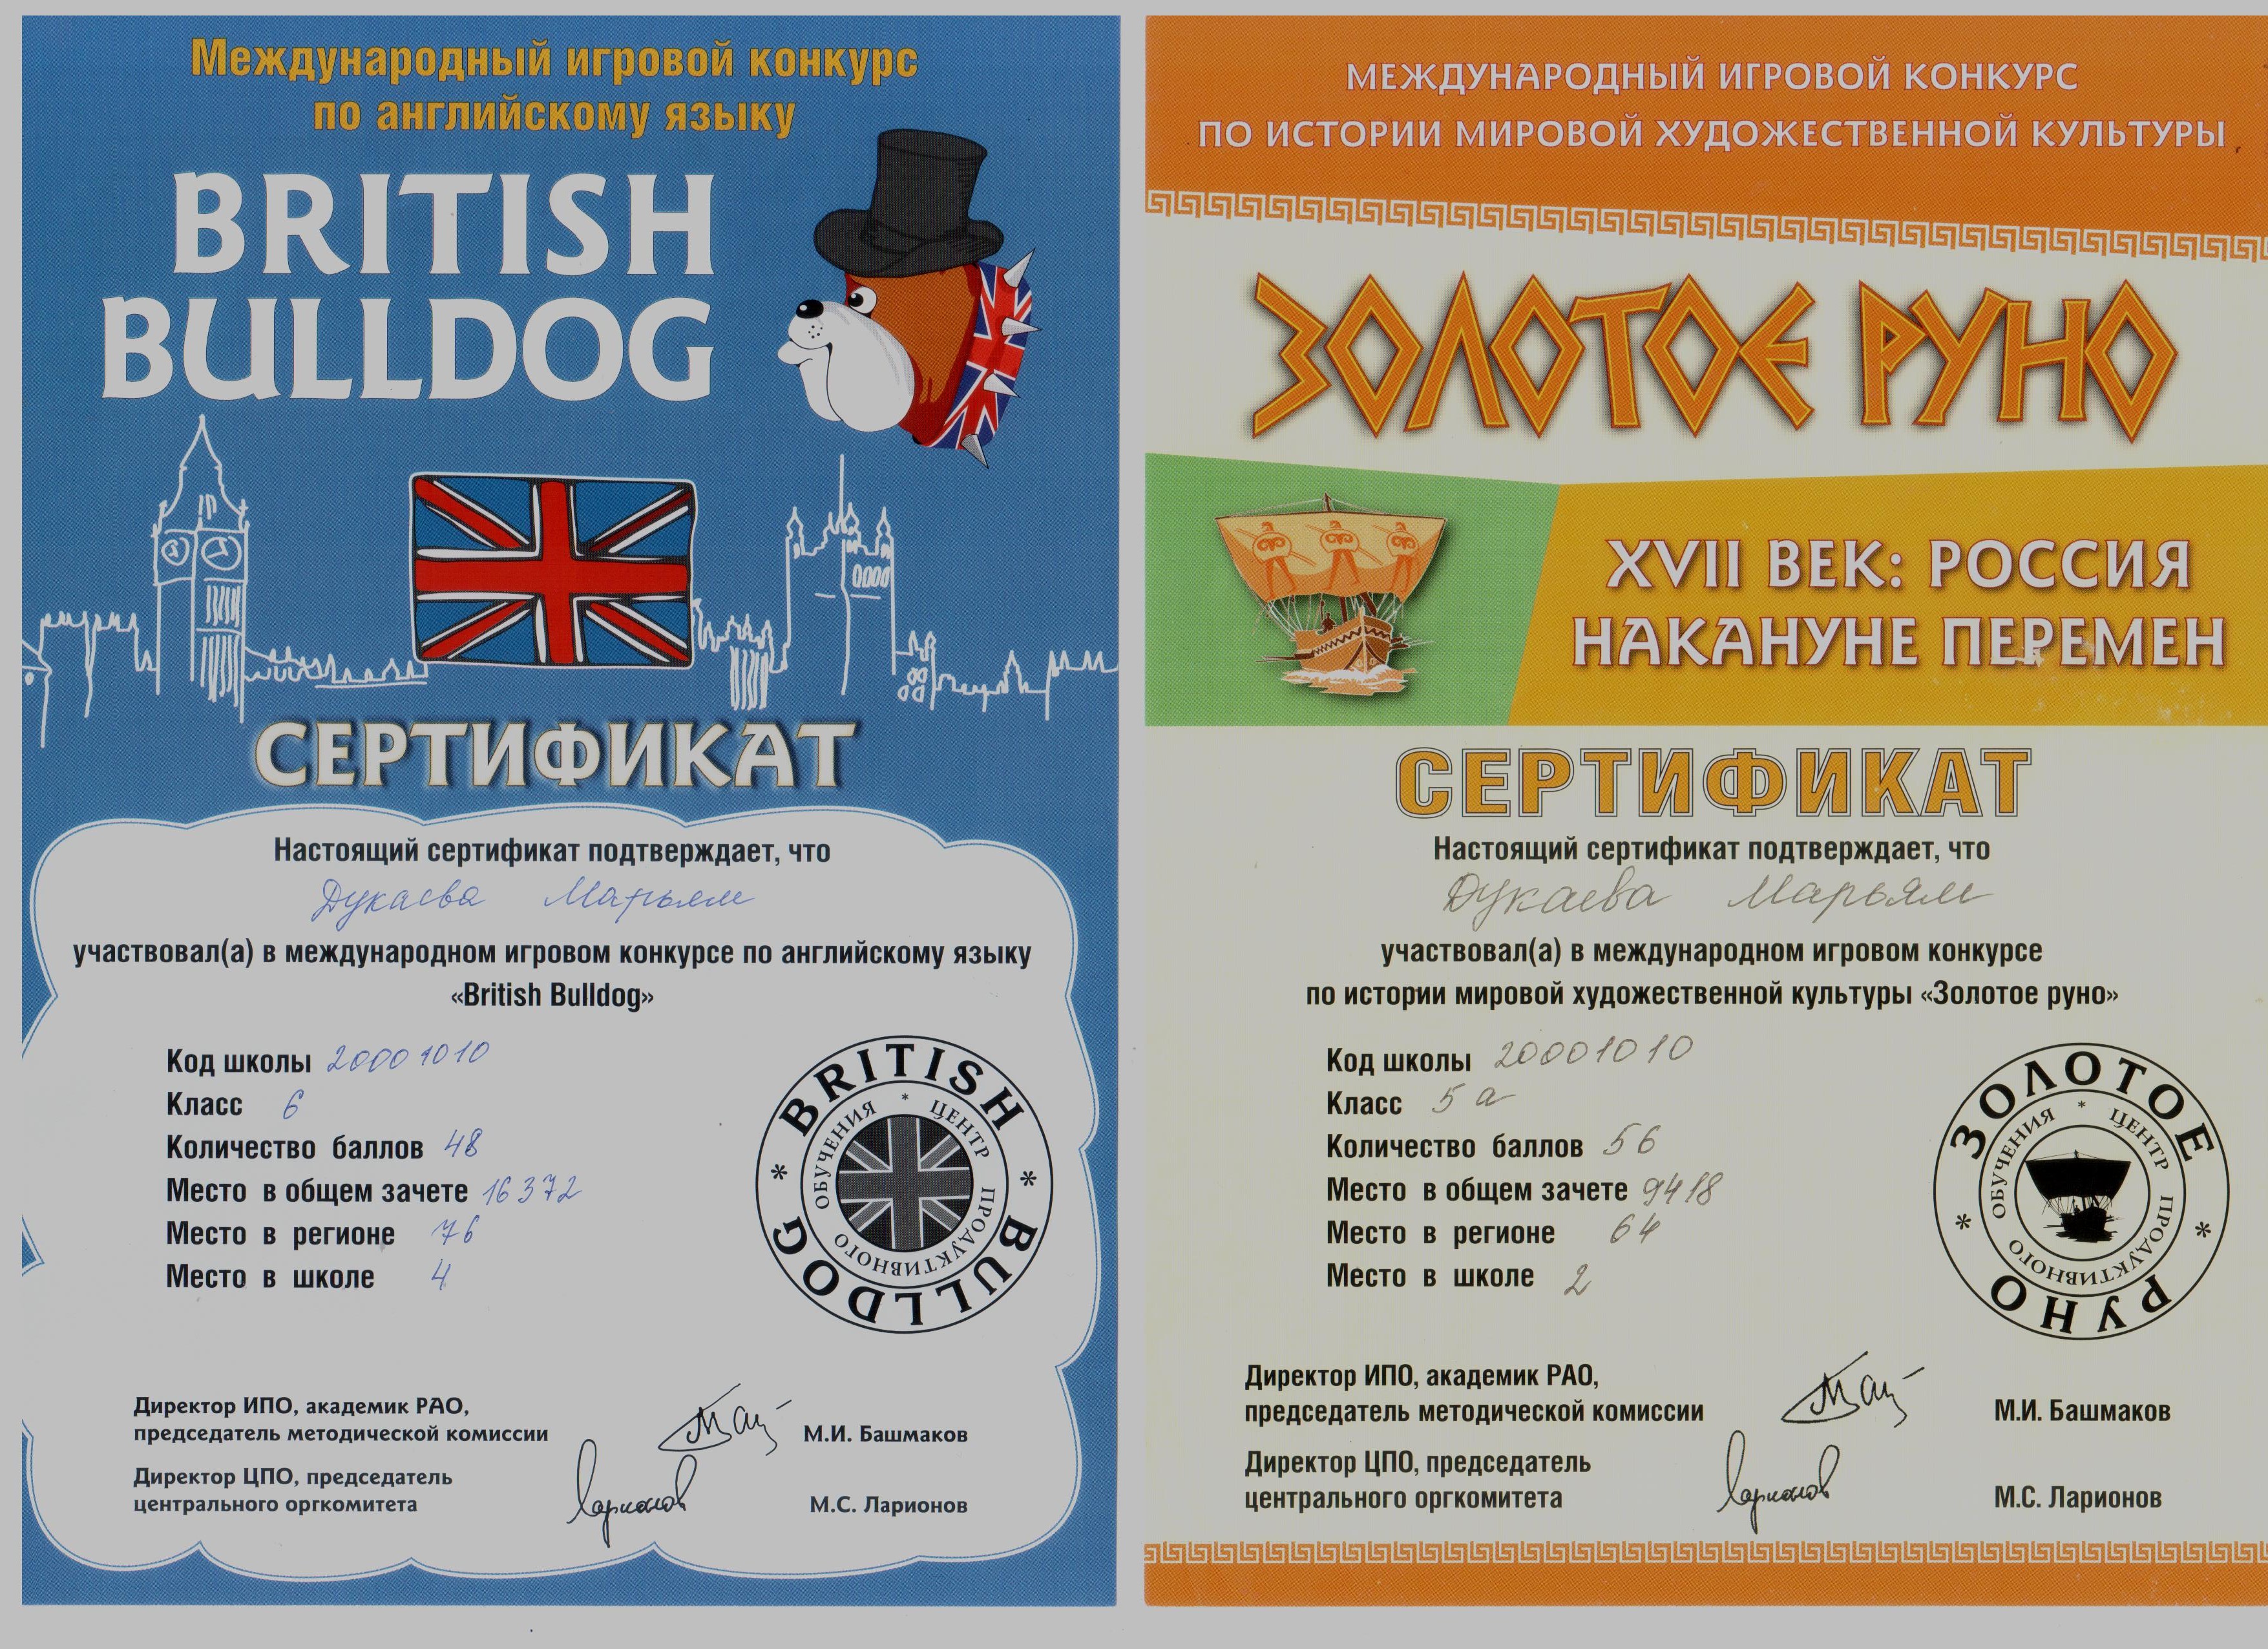 Международный игровой конкурс
по английскому языку
BRITISH
BULLDOG
СЕРТИФИКАТ
Настоящий сертификат подтверждает, что
Дукаева Марьям
участвовал(а) в международном игровом конкурсе по английскому языку
«British Bulldog»
Код школы 20001010
Класс 6
Количество баллов 48
Место в общем зачете 16372
Место в регионе 76
Место в школе 4
* BRITISH * BULLDOG
* ЦЕНТР ПРОДУКТИВНОГО ОБУЧЕНИЯ
Директор ИПО, академик РАО,
председатель методической комиссии
М.И. Башмаков
Директор ЦПО, председатель
центрального оргкомитета
Ларионов
М.С. Ларионов
МЕЖДУНАРОДНЫЙ ИГРОВОЙ КОНКУРС
ПО ИСТОРИИ МИРОВОЙ ХУДОЖЕСТВЕННОЙ КУЛЬТУРЫ
ЗОЛОТОЕ РУНО
XVII ВЕК: РОССИЯ
НАКАНУНЕ ПЕРЕМЕН
СЕРТИФИКАТ
Настоящий сертификат подтверждает, что
Дукаева Марьям
участвовал(а) в международном игровом конкурсе
по истории мировой художественной культуры «Золотое руно»
Код школы 20001010
Класс 5 а
Количество баллов 56
Место в общем зачете 9418
Место в регионе 64
Место в школе 2
* ЗОЛОТОЕ * РУНО
* ЦЕНТР ПРОДУКТИВНОГО ОБУЧЕНИЯ
Директор ИПО, академик РАО,
председатель методической комиссии
М.И. Башмаков
Директор ЦПО, председатель
центрального оргкомитета
Ларионов
М.С. Ларионов